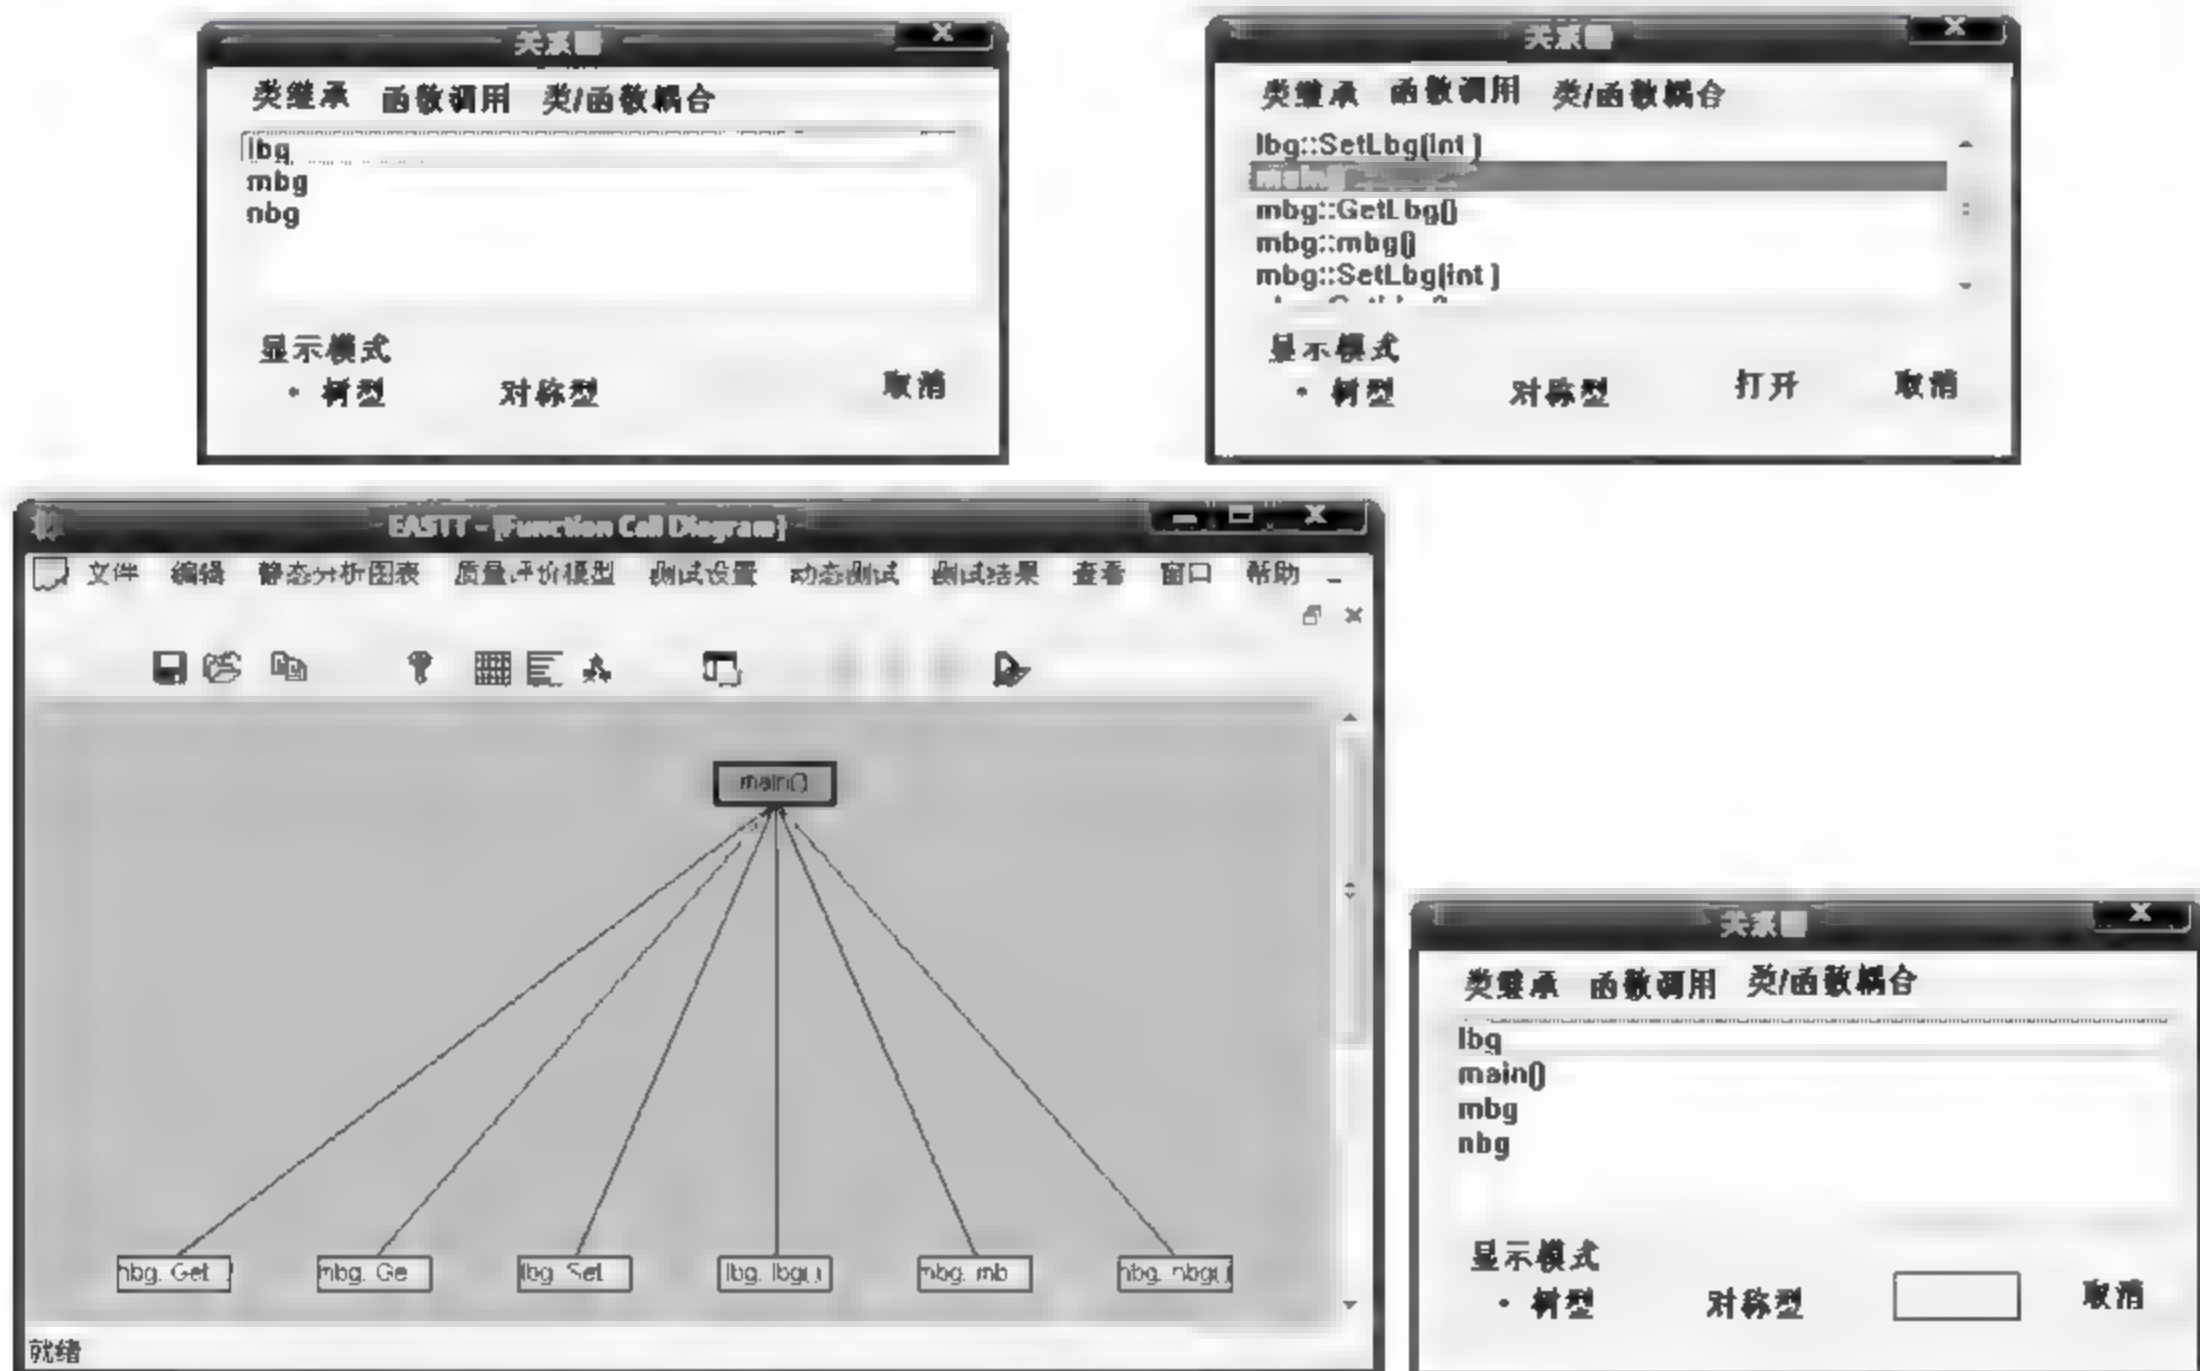 关系图
类继承 函数调用 类/函数耦合
lbg
mbg
nbg
显示模式
树型 对称型 取消
关系图
类继承 函数调用 类/函数耦合
lbg::SetLbg(int )
main()
mbg::GetLbg()
mbg::mbg()
mbg::SetLbg(int )
显示模式
树型 对称型 打开 取消
EASTT - [Function Call Diagram]
文件 编辑 静态分析图表 质量评价模型 测试设置 动态测试 测试结果 查看 窗口 帮助
main()
nbg. Get mbg. Ge lbg. Set lbg. lbg() mbg. mb nbg. nbg()
就绪
关系图
类继承 函数调用 类/函数耦合
lbg
main()
mbg
nbg
显示模式
树型 对称型 取消